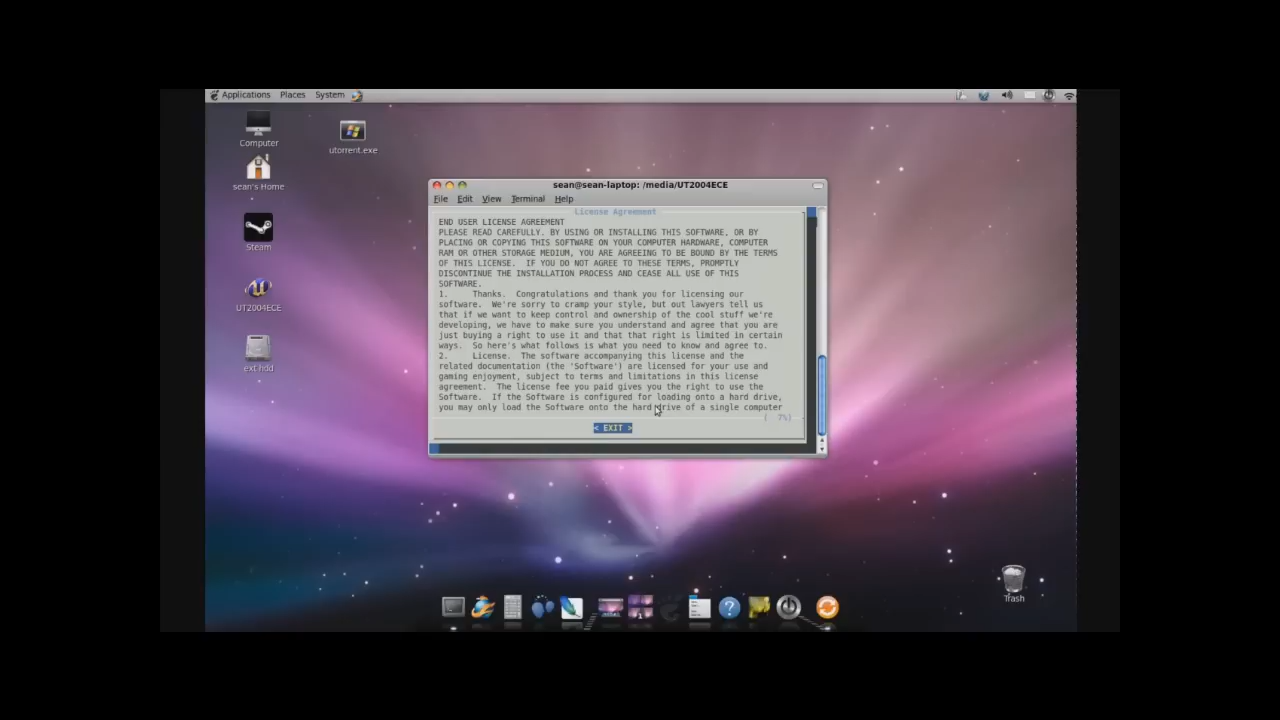 Applications Places System
Computer
utorrent.exe
sean's Home
Steam
UT2004ECE
ext hdd
sean@sean-laptop: /media/UT2004ECE
File Edit View Terminal Help
License Agreement
END USER LICENSE AGREEMENT
PLEASE READ CAREFULLY. BY USING OR INSTALLING THIS SOFTWARE, OR BY
PLACING OR COPYING THIS SOFTWARE ON YOUR COMPUTER HARDWARE, COMPUTER
RAM OR OTHER STORAGE MEDIUM, YOU ARE AGREEING TO BE BOUND BY THE TERMS
OF THIS LICENSE. IF YOU DO NOT AGREE TO THESE TERMS, PROMPTLY
DISCONTINUE THE INSTALLATION PROCESS AND CEASE ALL USE OF THIS
SOFTWARE.
1. Thanks. Congratulations and thank you for licensing our
software. We're sorry to cramp your style, but out lawyers tell us
that if we want to keep control and ownership of the cool stuff we're
developing, we have to make sure you understand and agree that you are
just buying a right to use it and that that right is limited in certain
ways. So here's what follows is what you need to know and agree to.
2. License. The software accompanying this license and the
related documentation (the 'Software') are licensed for your use and
gaming enjoyment, subject to terms and limitations in this license
agreement. The license fee you paid gives you the right to use the
Software. If the Software is configured for loading onto a hard drive,
you may only load the Software onto the hard drive of a single computer
( 7%)
< EXIT >
Trash